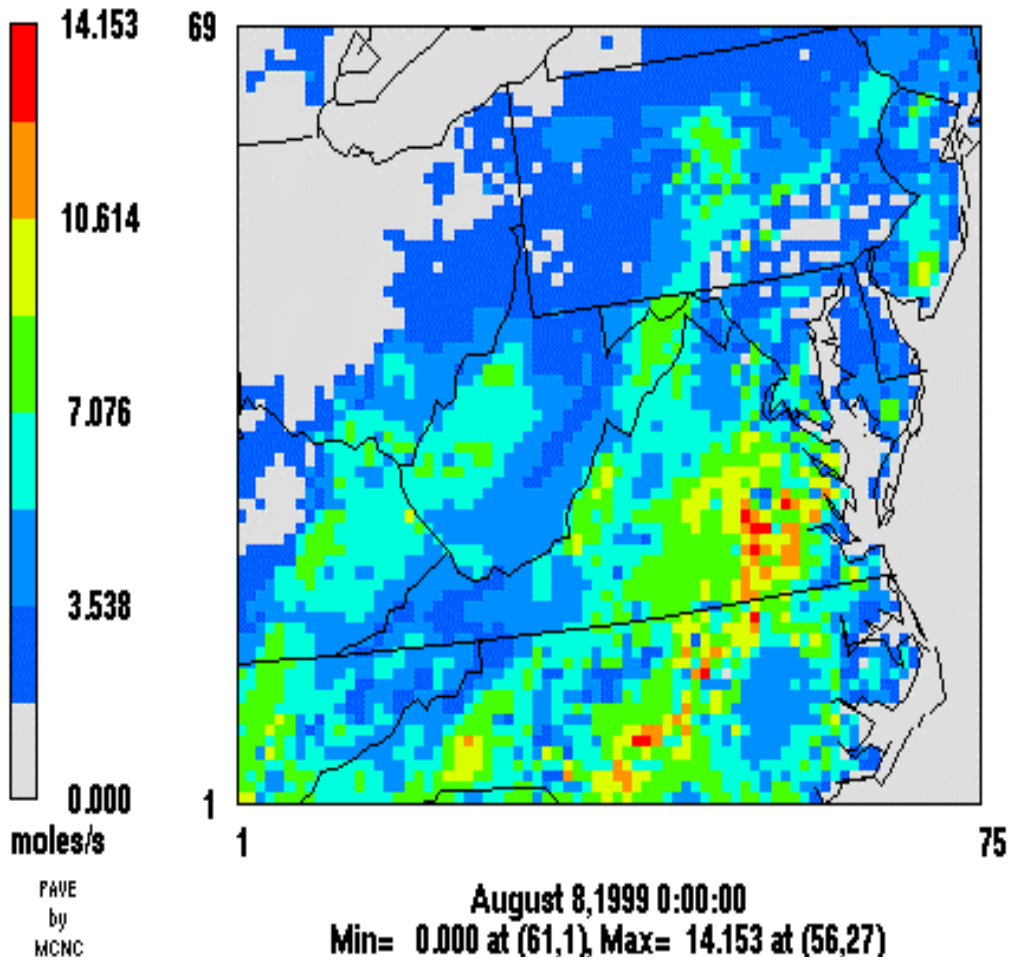 14.153
10.614
7.076
3.538
0.000
moles/s
PAVE
by
MCNC
69
1
1
75
August 8,1999 0:00:00
Min= 0.000 at (61,1), Max= 14.153 at (56,27)